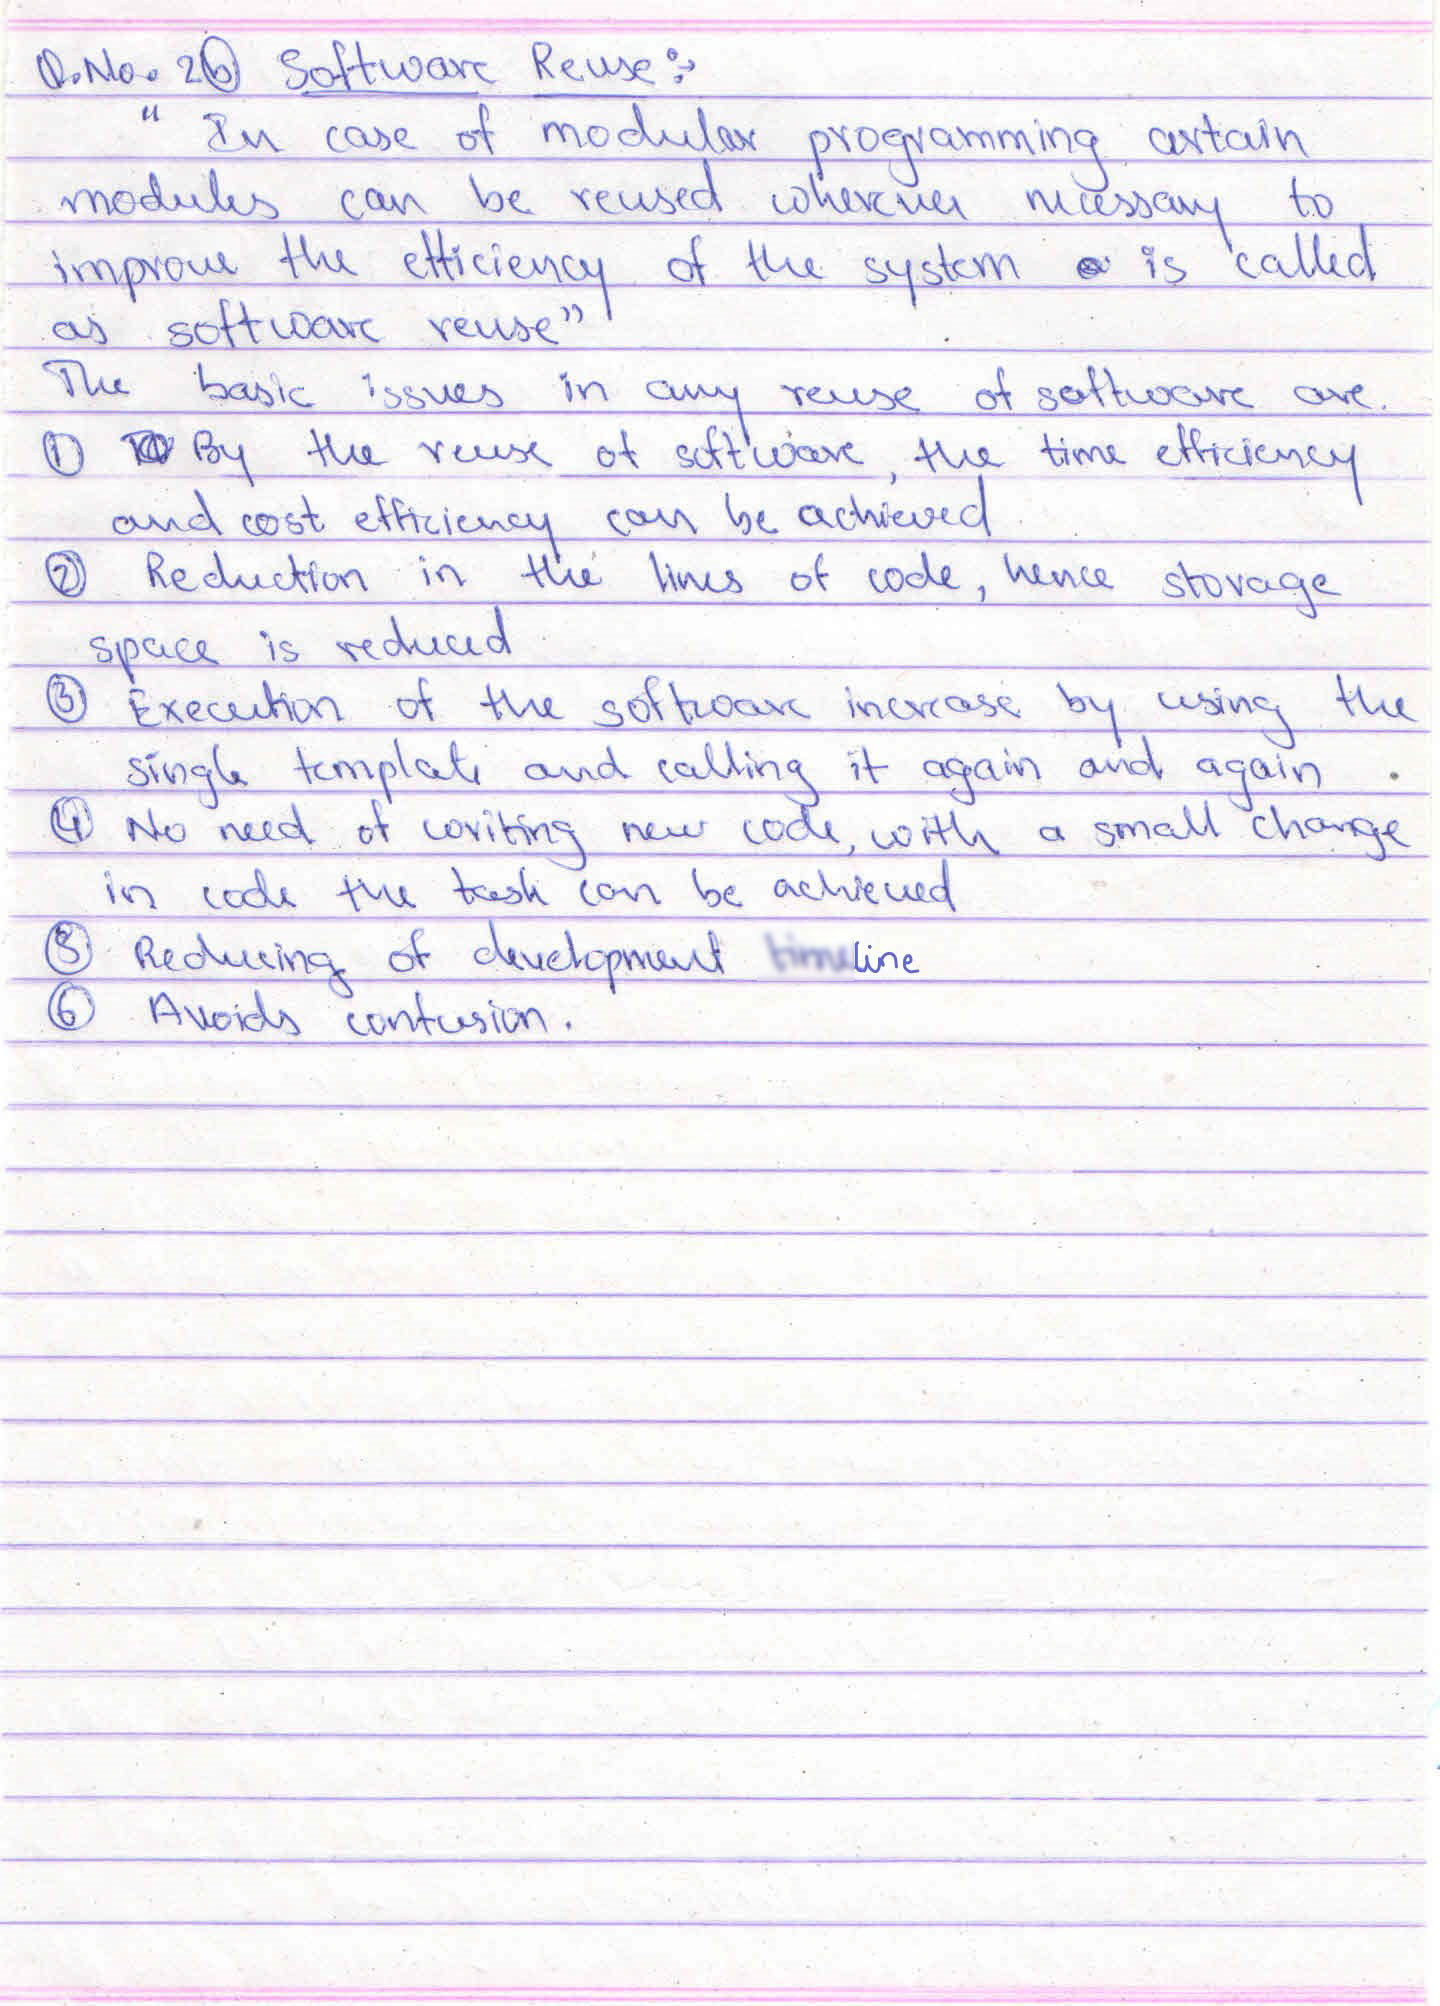 Q.No. 2(b) Software Reuse:→
" In case of modular programming certain
modules can be reused wherever necessary to
improve the efficiency of the system is called
as software reuse"
The basic issues in any reuse of software are.
① By the reuse of software, the time efficiency
and cost efficiency can be achieved
② Reduction in the lines of code, hence storage
space is reduced
③ Execution of the software increase by using the
single template and calling it again and again .
④ No need of writing new code, with a small change
in code the task can be achieved
⑤ Reducing of development line
⑥ Avoids confusion.